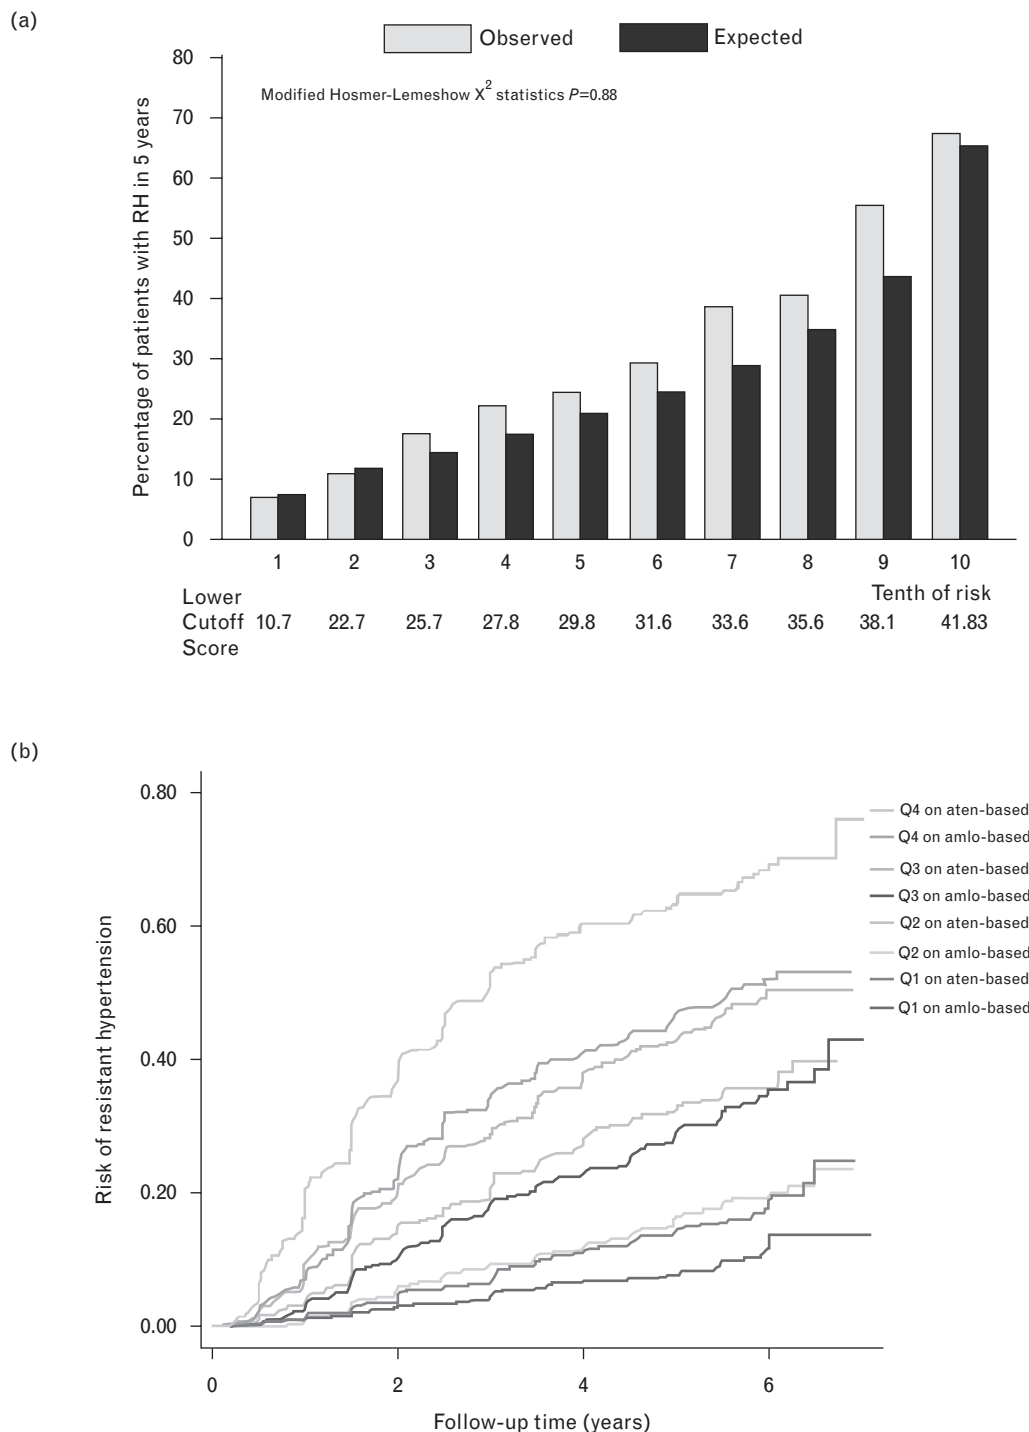 (a)
Observed Expected
80
Modified Hosmer-Lemeshow X² statistics P=0.88
70
60
50
40
30
20
10
0
Percentage of patients with RH in 5 years
1 2 3 4 5 6 7 8 9 10
Tenth of risk
Lower
Cutoff 10.7 22.7 25.7 27.8 29.8 31.6 33.6 35.6 38.1 41.83
Score
(b)
0.80
0.60
0.40
0.20
0.00
Risk of resistant hypertension
Q4 on aten-based
Q4 on amlo-based
Q3 on aten-based
Q3 on amlo-based
Q2 on aten-based
Q2 on amlo-based
Q1 on aten-based
Q1 on amlo-based
0 2 4 6
Follow-up time (years)